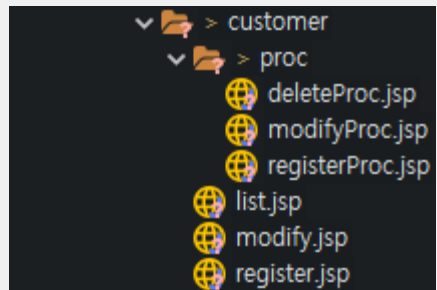 > customer
> proc
deleteProc.jsp
modifyProc.jsp
registerProc.jsp
list.jsp
modify.jsp
register.jsp